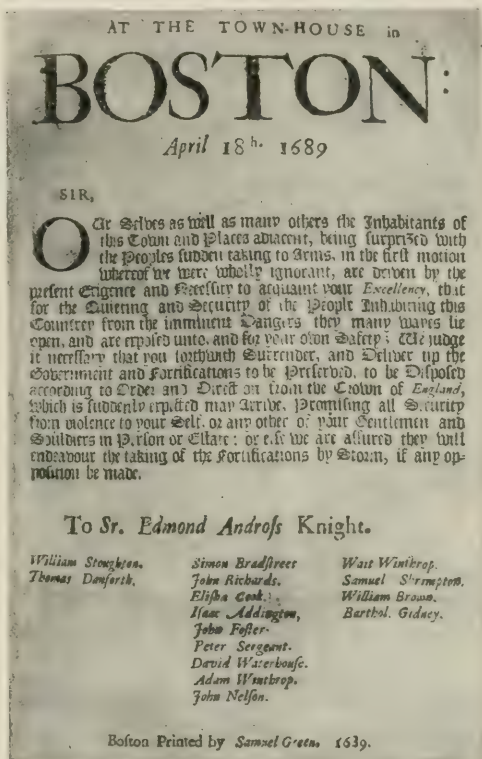 AT THE TOWN-HOUSE in
BOSTON:
April 18h. 1689
SIR,
OUr Selves as well as many others the Inhabitants of
this Town and Places adjacent, being surprized with
the Peoples sudden taking to Arms, in the first motion
whereof we were wholly ignorant, are driven by the
present Exigence and Necessity to acquaint your Excellency, that
for the Quieting and Security of the People Inhabiting this
Countrey from the imminent Dangers they many wayes lie
open, and are exposed unto, and for your own Safety; We judge
it necessary that you forthwith Surrender, and Deliver up the
Government and Fortifications to be Preserved, to be Disposed
according to Order and Direction from the Crown of England,
which is suddenly expected may Arrive, Promising all Security
from violence to your Self, or any other of your Gentlemen and
Souldiers in Person or Estate: or else we are assured they will
endeavour the taking of the Fortifications by Storm, if any op-
position be made.
To Sr. Edmond Androſs Knight.
William Stoughton.
Thomas Danforth.
Simon Bradſtreet
John Richards.
Eliſha Cook.
Iſaac Addington,
John Foſter.
Peter Sergeant.
David Waterhouſe.
Adam Winthrop.
John Nelſon.
Wait Winthrop.
Samuel Shrimpton.
William Brown.
Barthol. Gidney.
Boſton Printed by Samuel Green. 1689.